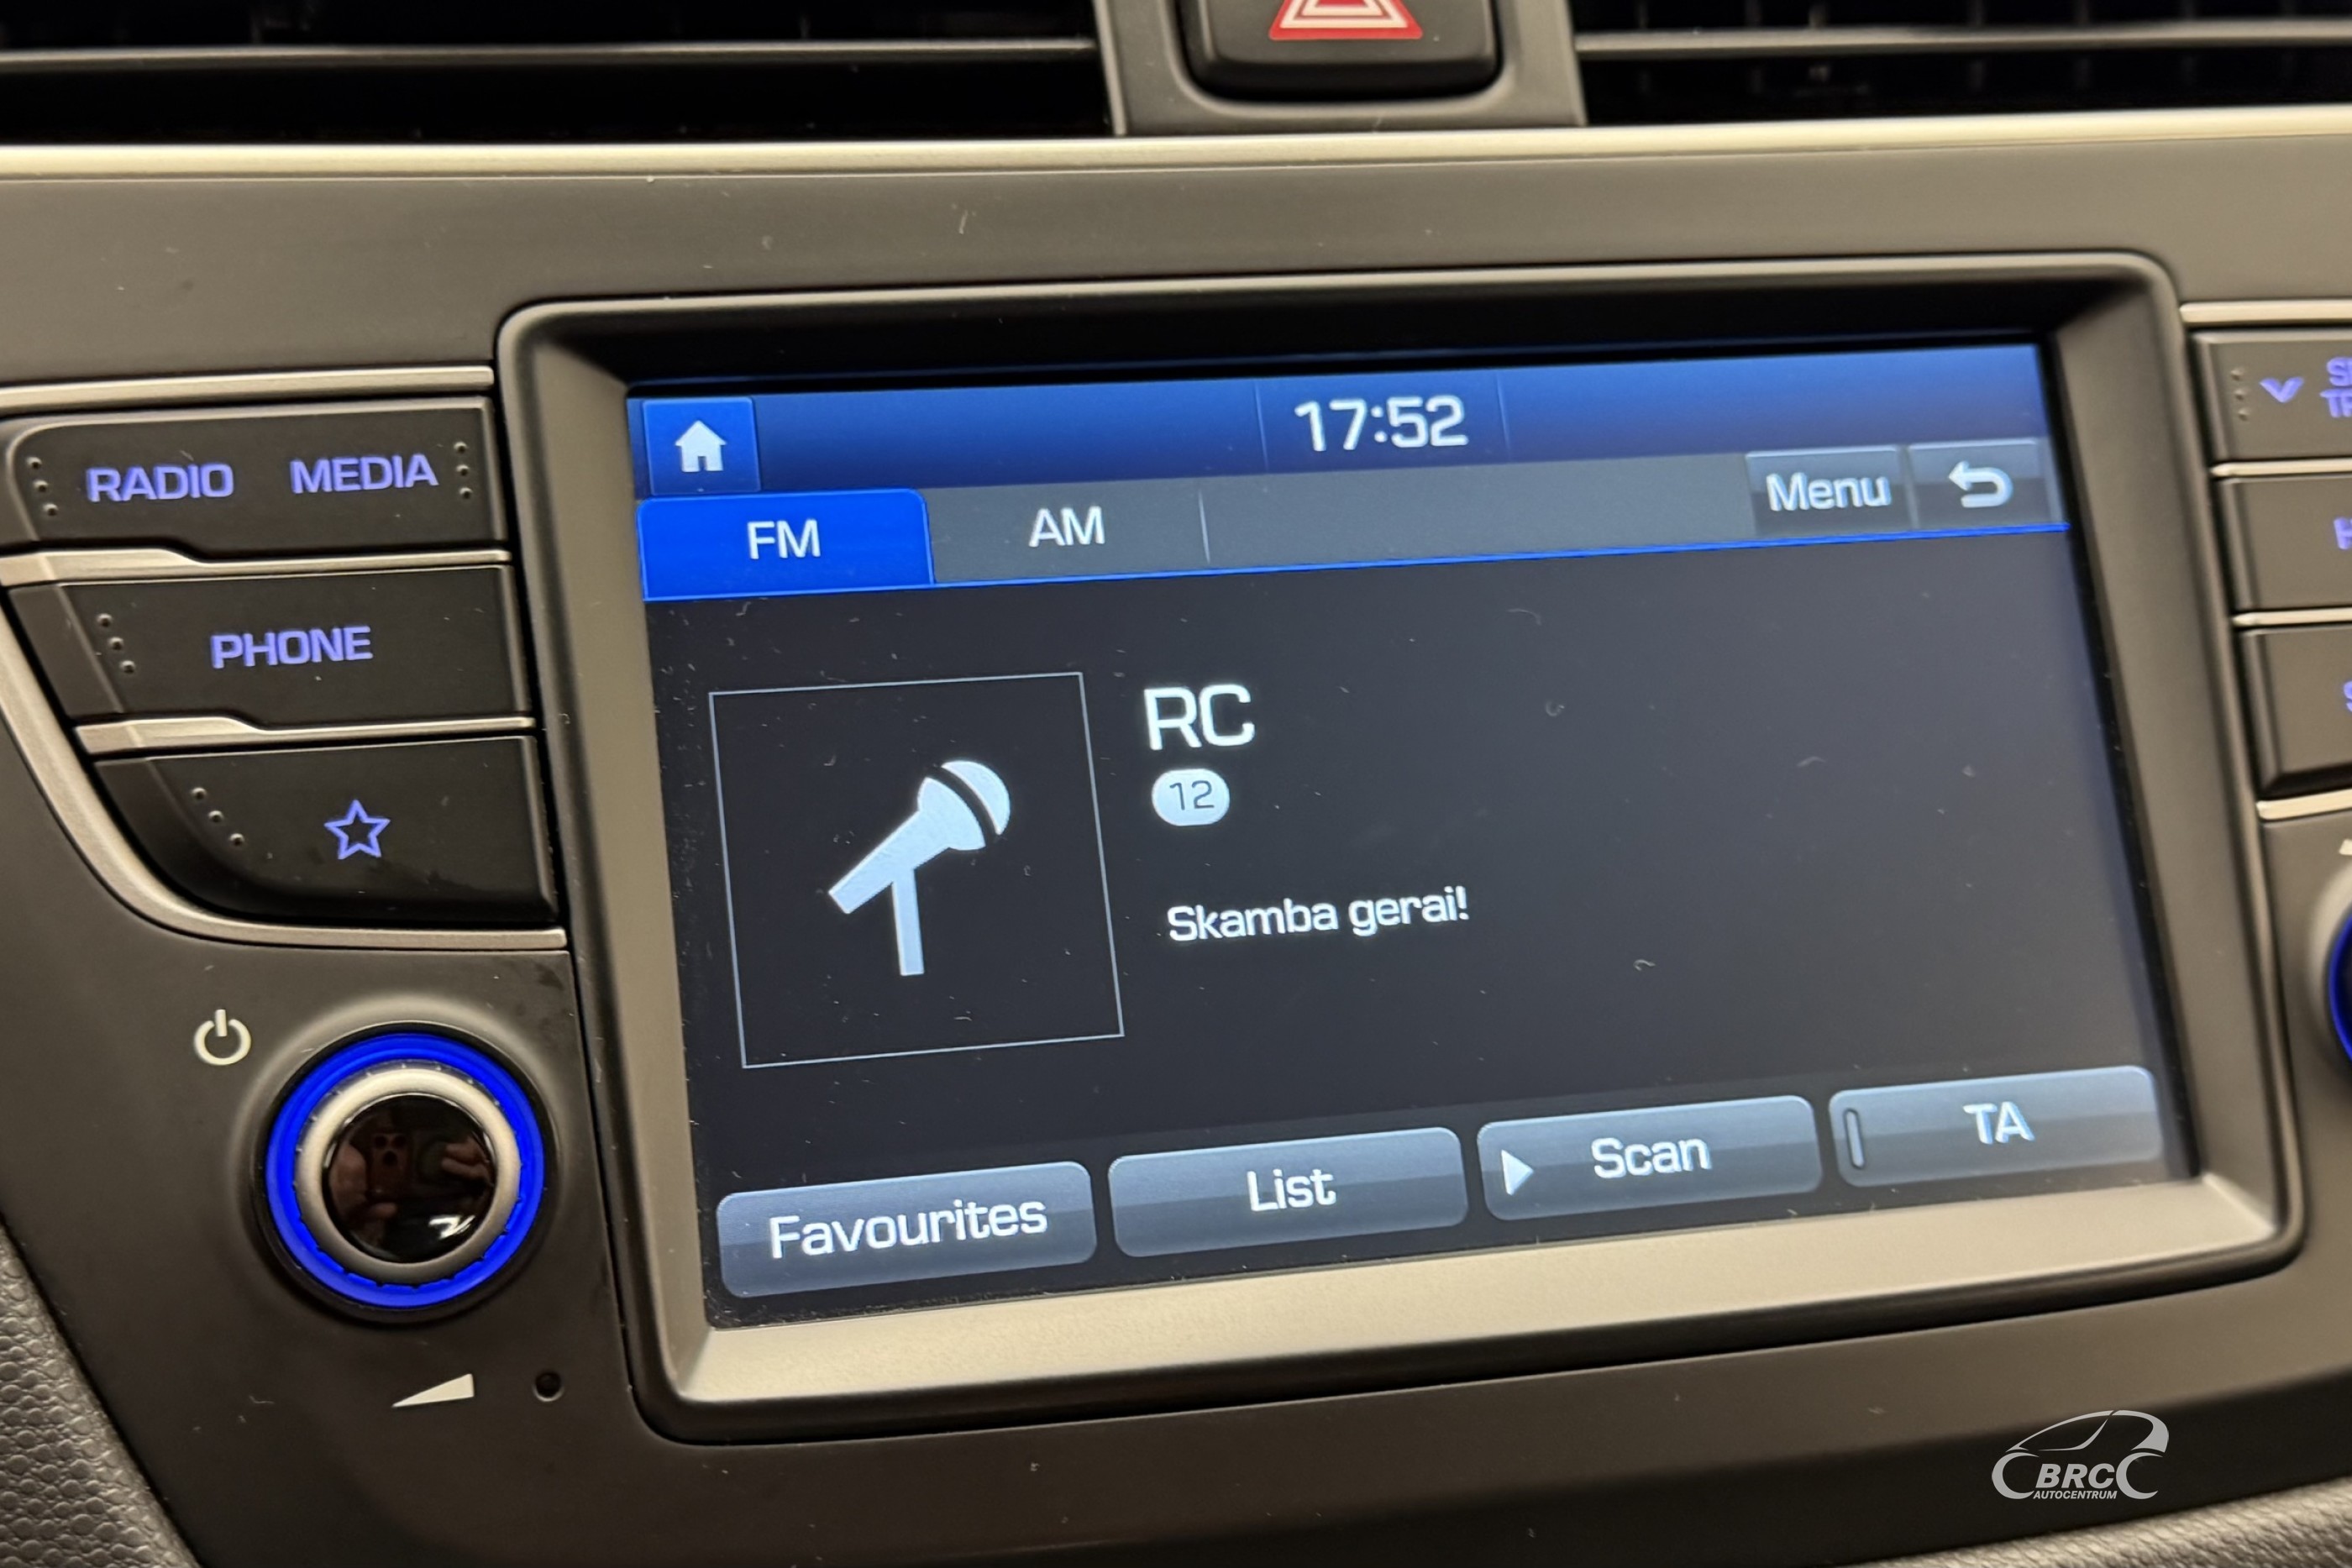 17:52
RADIO MEDIA
FM AM Menu
PHONE
RC
12
Skamba gerai!
Favourites List Scan TA
BRC
AUTOCENTRUM